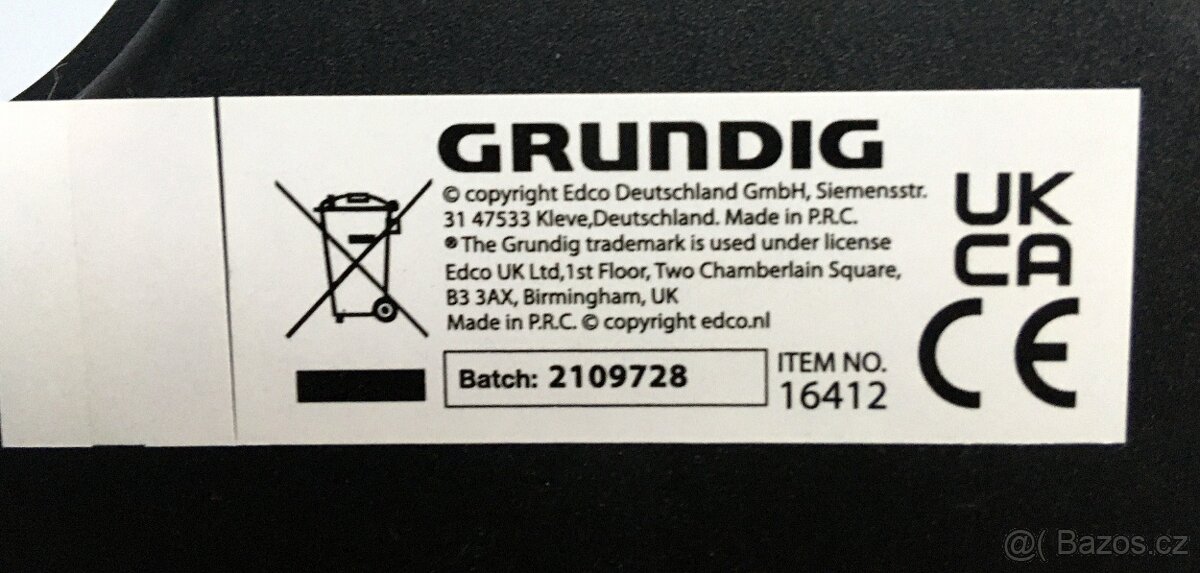 GRUNDIG
© copyright Edco Deutschland GmbH, Siemensstr.
31 47533 Kleve,Deutschland. Made in P.R.C.
® The Grundig trademark is used under license
Edco UK Ltd,1st Floor, Two Chamberlain Square,
B3 3AX, Birmingham, UK
Made in P.R.C. © copyright edco.nl
Batch: 2109728
ITEM NO.
16412
UK
CA
CE
@( Bazos.cz